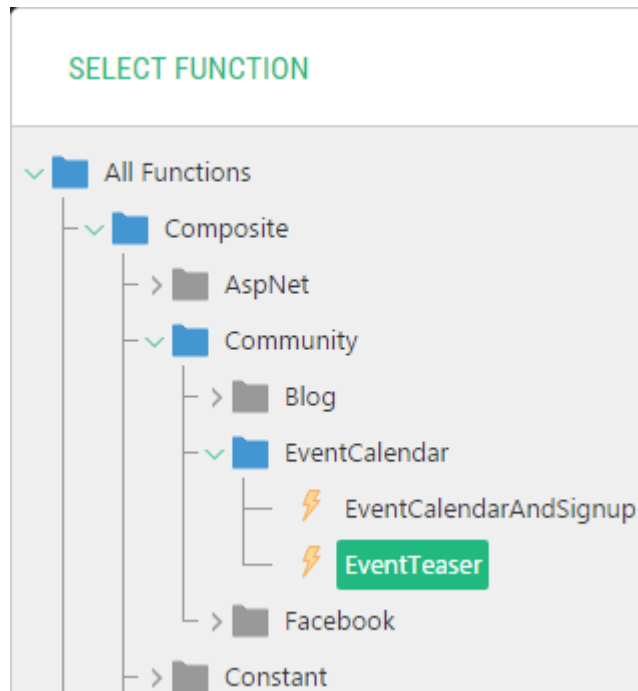 SELECT FUNCTION
All Functions
Composite
AspNet
Community
Blog
EventCalendar
EventCalendarAndSignup
EventTeaser
Facebook
Constant